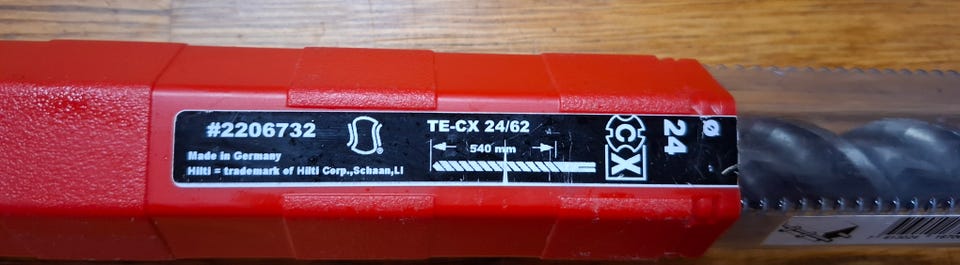 #2206732
Made in Germany
Hilti = trademark of Hilti Corp.,Schaan,LI
®
TE-CX 24/62
540 mm
CX
Ø
24